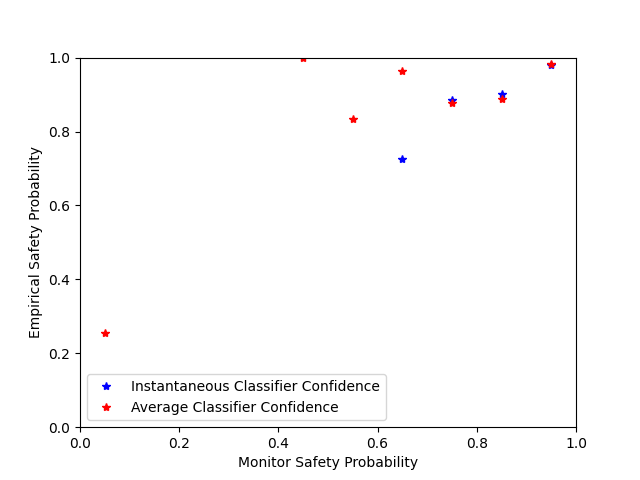 1.0
0.8
0.6
0.4
0.2
0.0
Empirical Safety Probability
Instantaneous Classifier Confidence
Average Classifier Confidence
0.0 0.2 0.4 0.6 0.8 1.0
Monitor Safety Probability